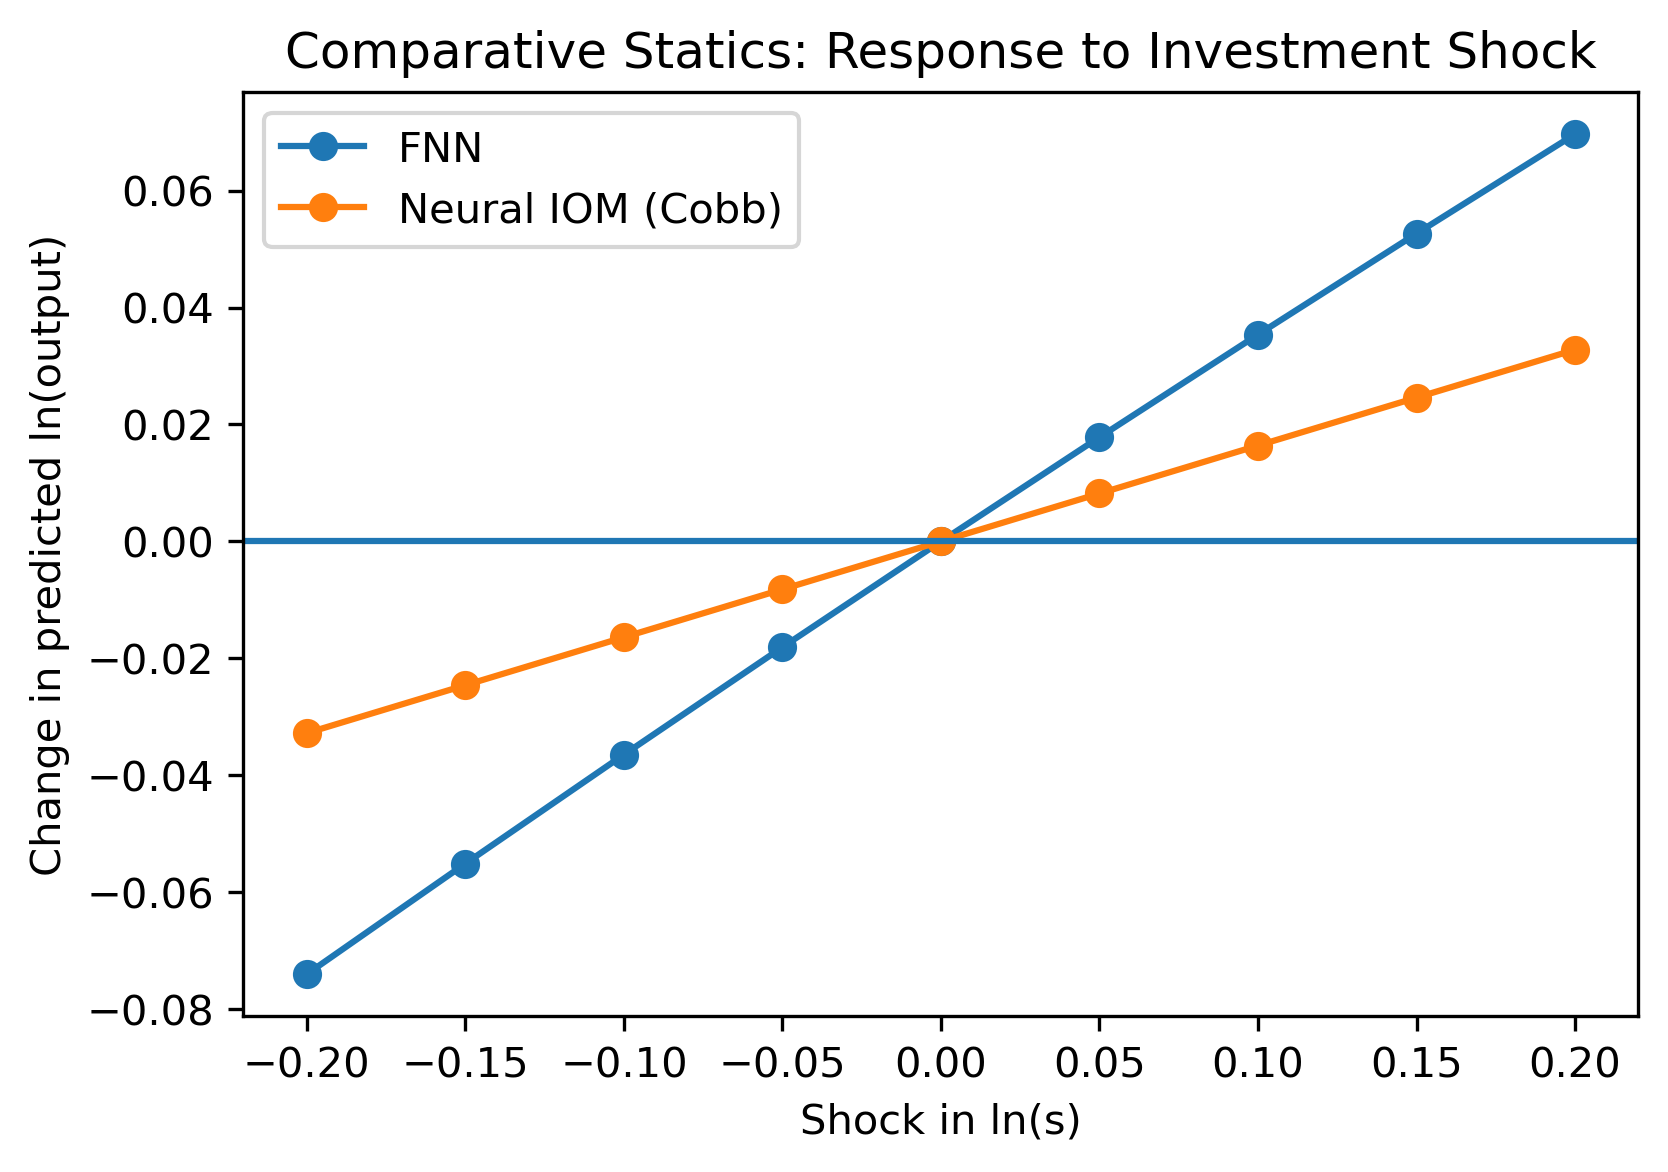 Comparative Statics: Response to Investment Shock
FNN
Neural IOM (Cobb)
Change in predicted ln(output)
0.06
0.04
0.02
0.00
−0.02
−0.04
−0.06
−0.08
−0.20 −0.15 −0.10 −0.05 0.00 0.05 0.10 0.15 0.20
Shock in ln(s)